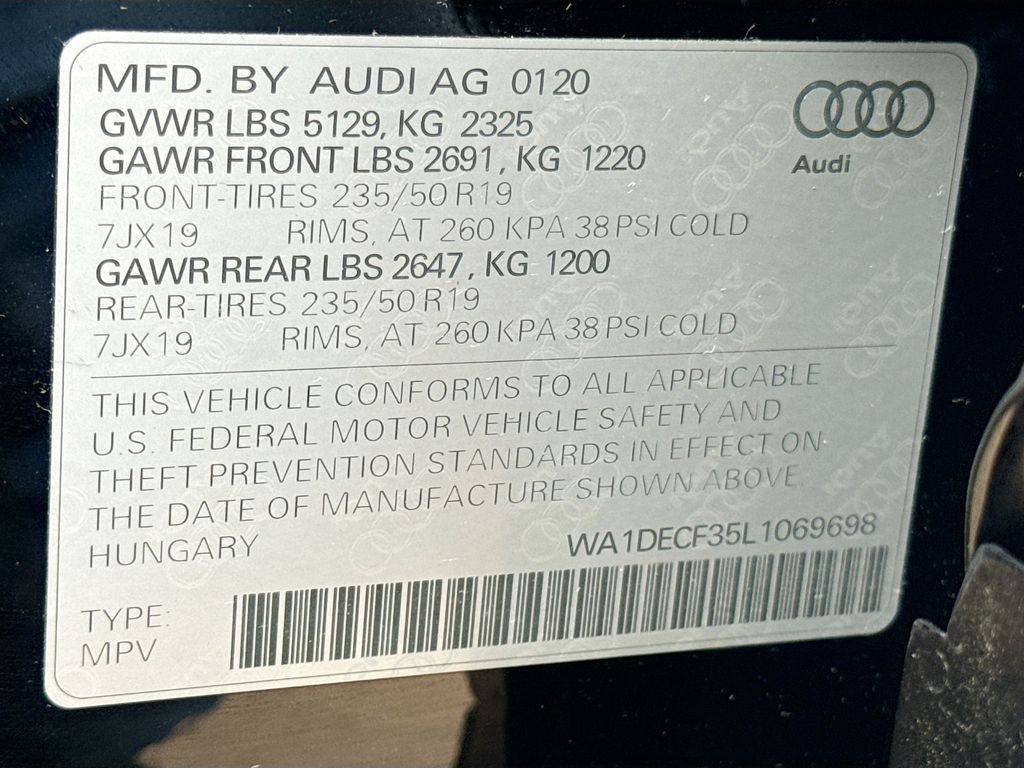 MFD. BY AUDI AG 0120
GVWR LBS 5129, KG 2325
GAWR FRONT LBS 2691, KG 1220
FRONT-TIRES 235/50 R19
7JX19 RIMS, AT 260 KPA 38 PSI COLD
GAWR REAR LBS 2647, KG 1200
REAR-TIRES 235/50 R19
7JX19 RIMS, AT 260 KPA 38 PSI COLD
Audi
THIS VEHICLE CONFORMS TO ALL APPLICABLE
U.S. FEDERAL MOTOR VEHICLE SAFETY AND
THEFT PREVENTION STANDARDS IN EFFECT ON
THE DATE OF MANUFACTURE SHOWN ABOVE.
HUNGARY WA1DECF35L1069698
TYPE:
MPV